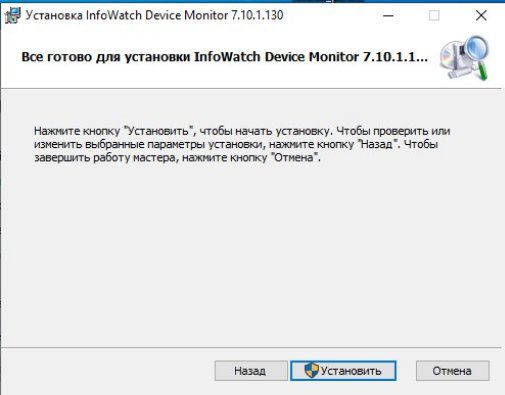 Установка InfoWatch Device Monitor 7.10.1.130
Все готово для установки InfoWatch Device Monitor 7.10.1.1...
Нажмите кнопку "Установить", чтобы начать установку. Чтобы проверить или
изменить выбранные параметры установки, нажмите кнопку "Назад". Чтобы
завершить работу мастера, нажмите кнопку "Отмена".
Назад
Установить
Отмена